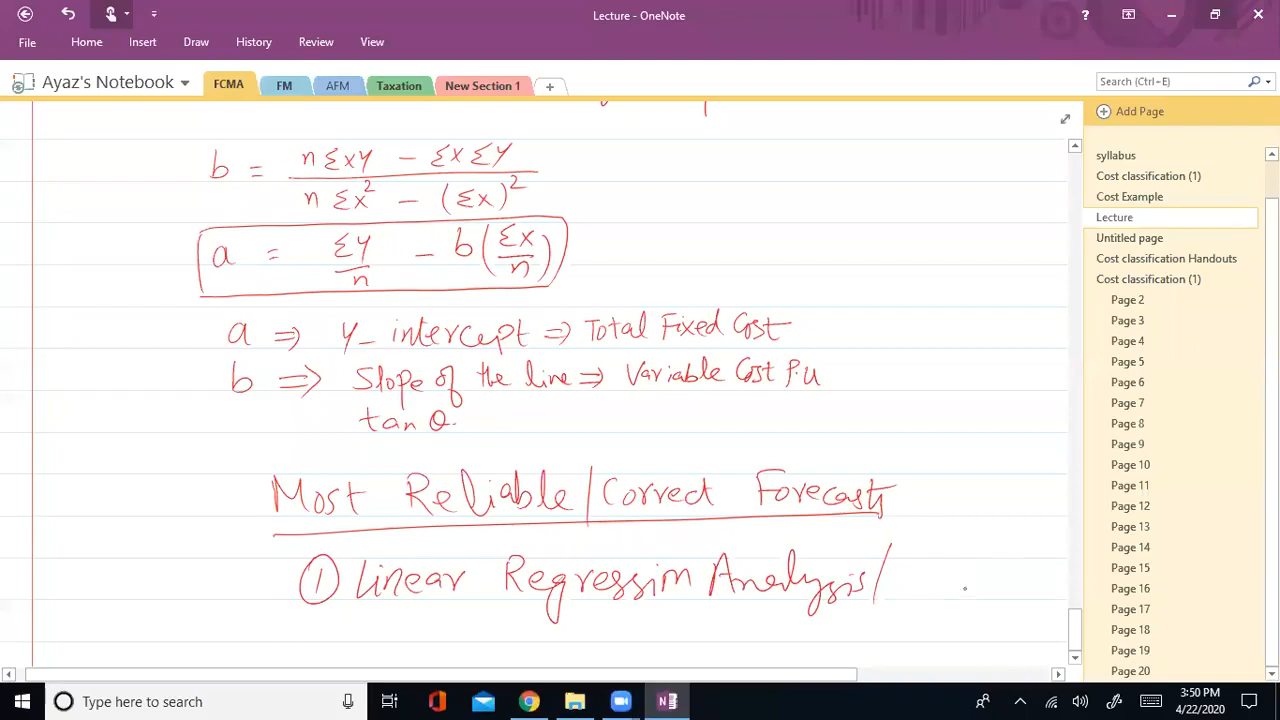 Lecture - OneNote
File Home Insert Draw History Review View
Ayaz's Notebook FCMA FM AFM Taxation New Section 1
Search (Ctrl+E)
Add Page
b = nΣxy - ΣxΣy / nΣx² - (Σx)²
a = Σy/n - b(Σx/n)
a ⇒ Y-intercept ⇒ Total Fixed Cost
b ⇒ Slope of the line ⇒ Variable Cost P.u
tan θ.
Most Reliable/Correct Forecast
① Linear Regression Analysis/
syllabus
Cost classification (1)
Cost Example
Lecture
Untitled page
Cost classification Handouts
Cost classification (1)
Page 2
Page 3
Page 4
Page 5
Page 6
Page 7
Page 8
Page 9
Page 10
Page 11
Page 12
Page 13
Page 14
Page 15
Page 16
Page 17
Page 18
Page 19
Page 20
Type here to search
3:50 PM
4/22/2020